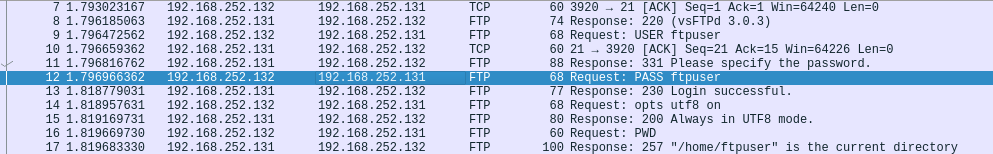 7 1.793023167 192.168.252.132 192.168.252.131 TCP 60 3920 → 21 [ACK] Seq=1 Ack=1 Win=64240 Len=0
8 1.796185063 192.168.252.131 192.168.252.132 FTP 74 Response: 220 (vsFTPd 3.0.3)
9 1.796472562 192.168.252.132 192.168.252.131 FTP 68 Request: USER ftpuser
10 1.796659362 192.168.252.131 192.168.252.132 TCP 60 21 → 3920 [ACK] Seq=21 Ack=15 Win=64226 Len=0
11 1.796816762 192.168.252.131 192.168.252.132 FTP 88 Response: 331 Please specify the password.
12 1.796966362 192.168.252.132 192.168.252.131 FTP 68 Request: PASS ftpuser
13 1.818779031 192.168.252.131 192.168.252.132 FTP 77 Response: 230 Login successful.
14 1.818957631 192.168.252.132 192.168.252.131 FTP 68 Request: opts utf8 on
15 1.819169731 192.168.252.131 192.168.252.132 FTP 80 Response: 200 Always in UTF8 mode.
16 1.819669730 192.168.252.132 192.168.252.131 FTP 60 Request: PWD
17 1.819683330 192.168.252.131 192.168.252.132 FTP 100 Response: 257 "/home/ftpuser" is the current directory